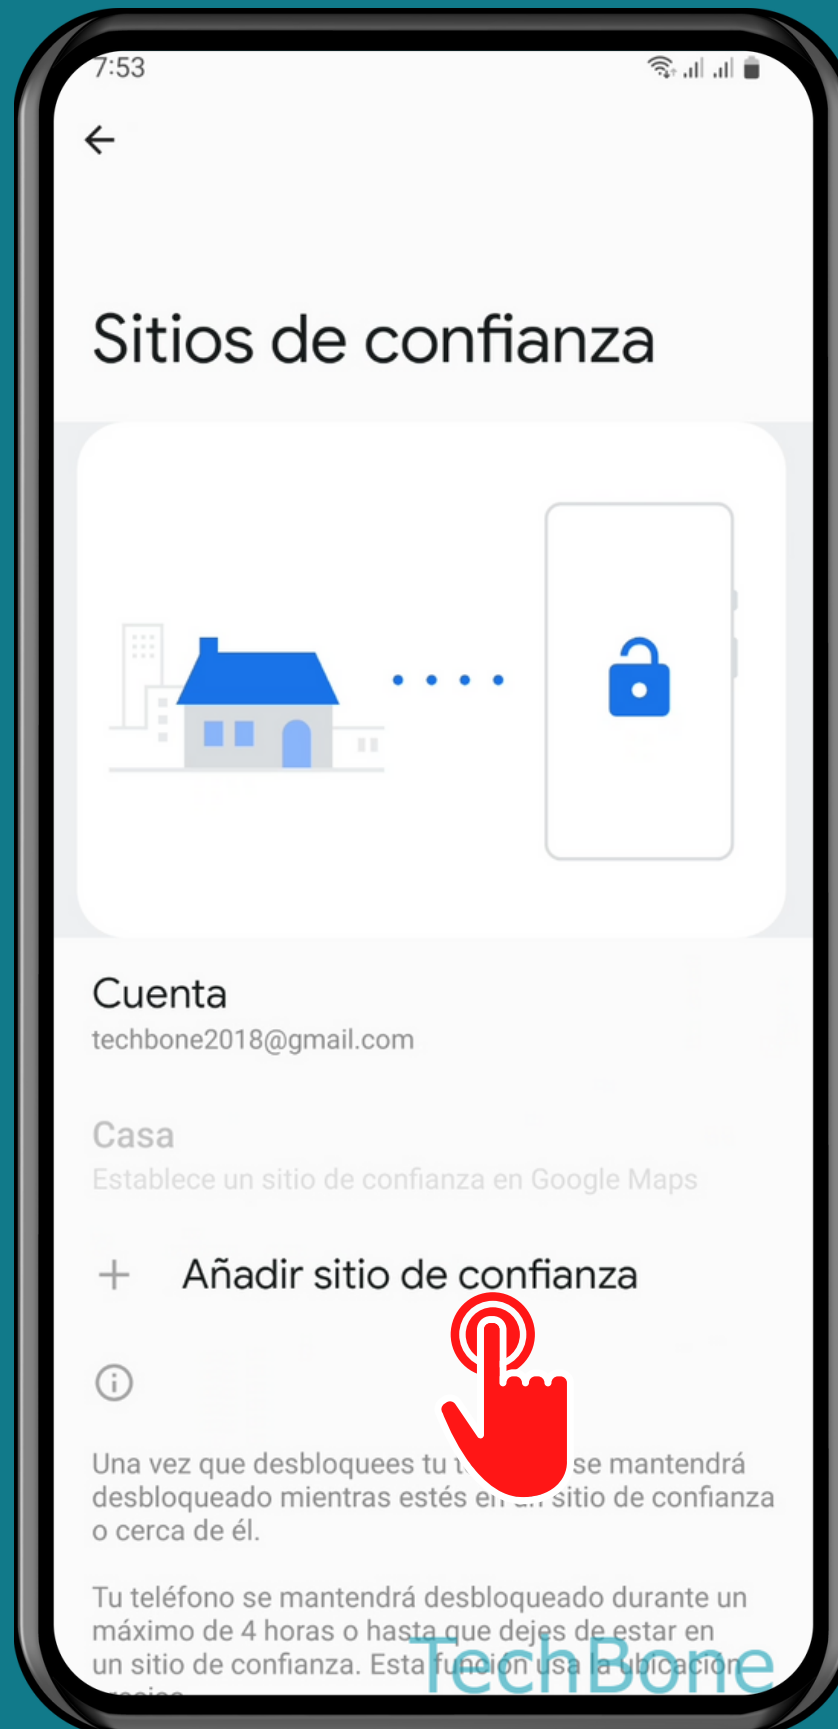 7:53
Sitios de confianza
Cuenta
techbone2018@gmail.com
Casa
Establece un sitio de confianza en Google Maps
+ Añadir sitio de confianza
Una vez que desbloquees tu se mantendrá
desbloqueado mientras estés en un sitio de confianza
o cerca de él.
Tu teléfono se mantendrá desbloqueado durante un
máximo de 4 horas o hasta que dejes de estar en
un sitio de confianza. Esta función usa la ubicación
TechBone